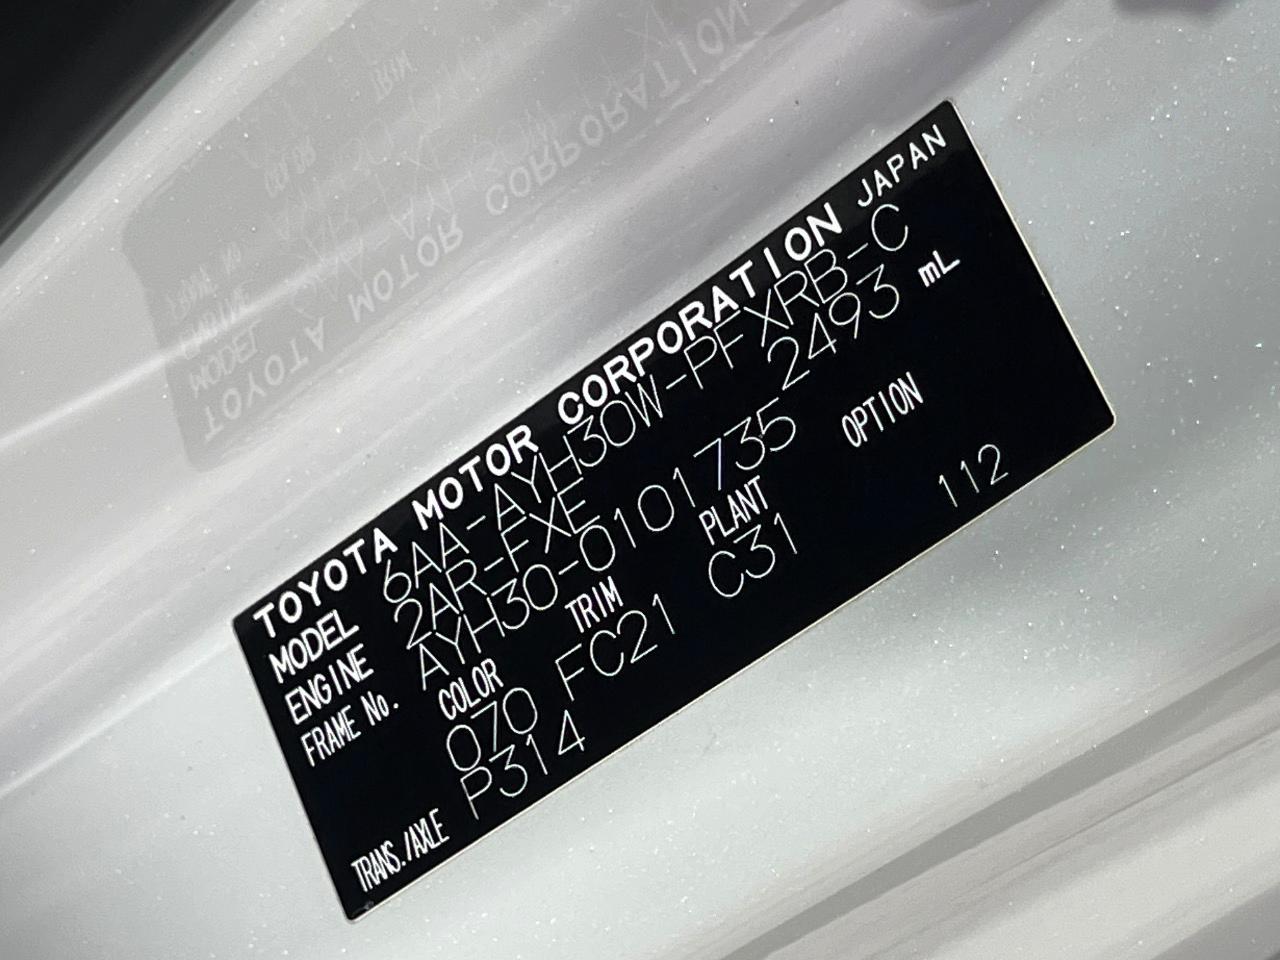 TOYOTA MOTOR CORPORATION JAPAN
MODEL 6AA-AYH30W-PFXRB-C
ENGINE 2AR-FXE 2493 mL
FRAME No. AYH30-0101735
COLOR TRIM PLANT OPTION
070 FC21 C31 112
TRANS./AXLE P314